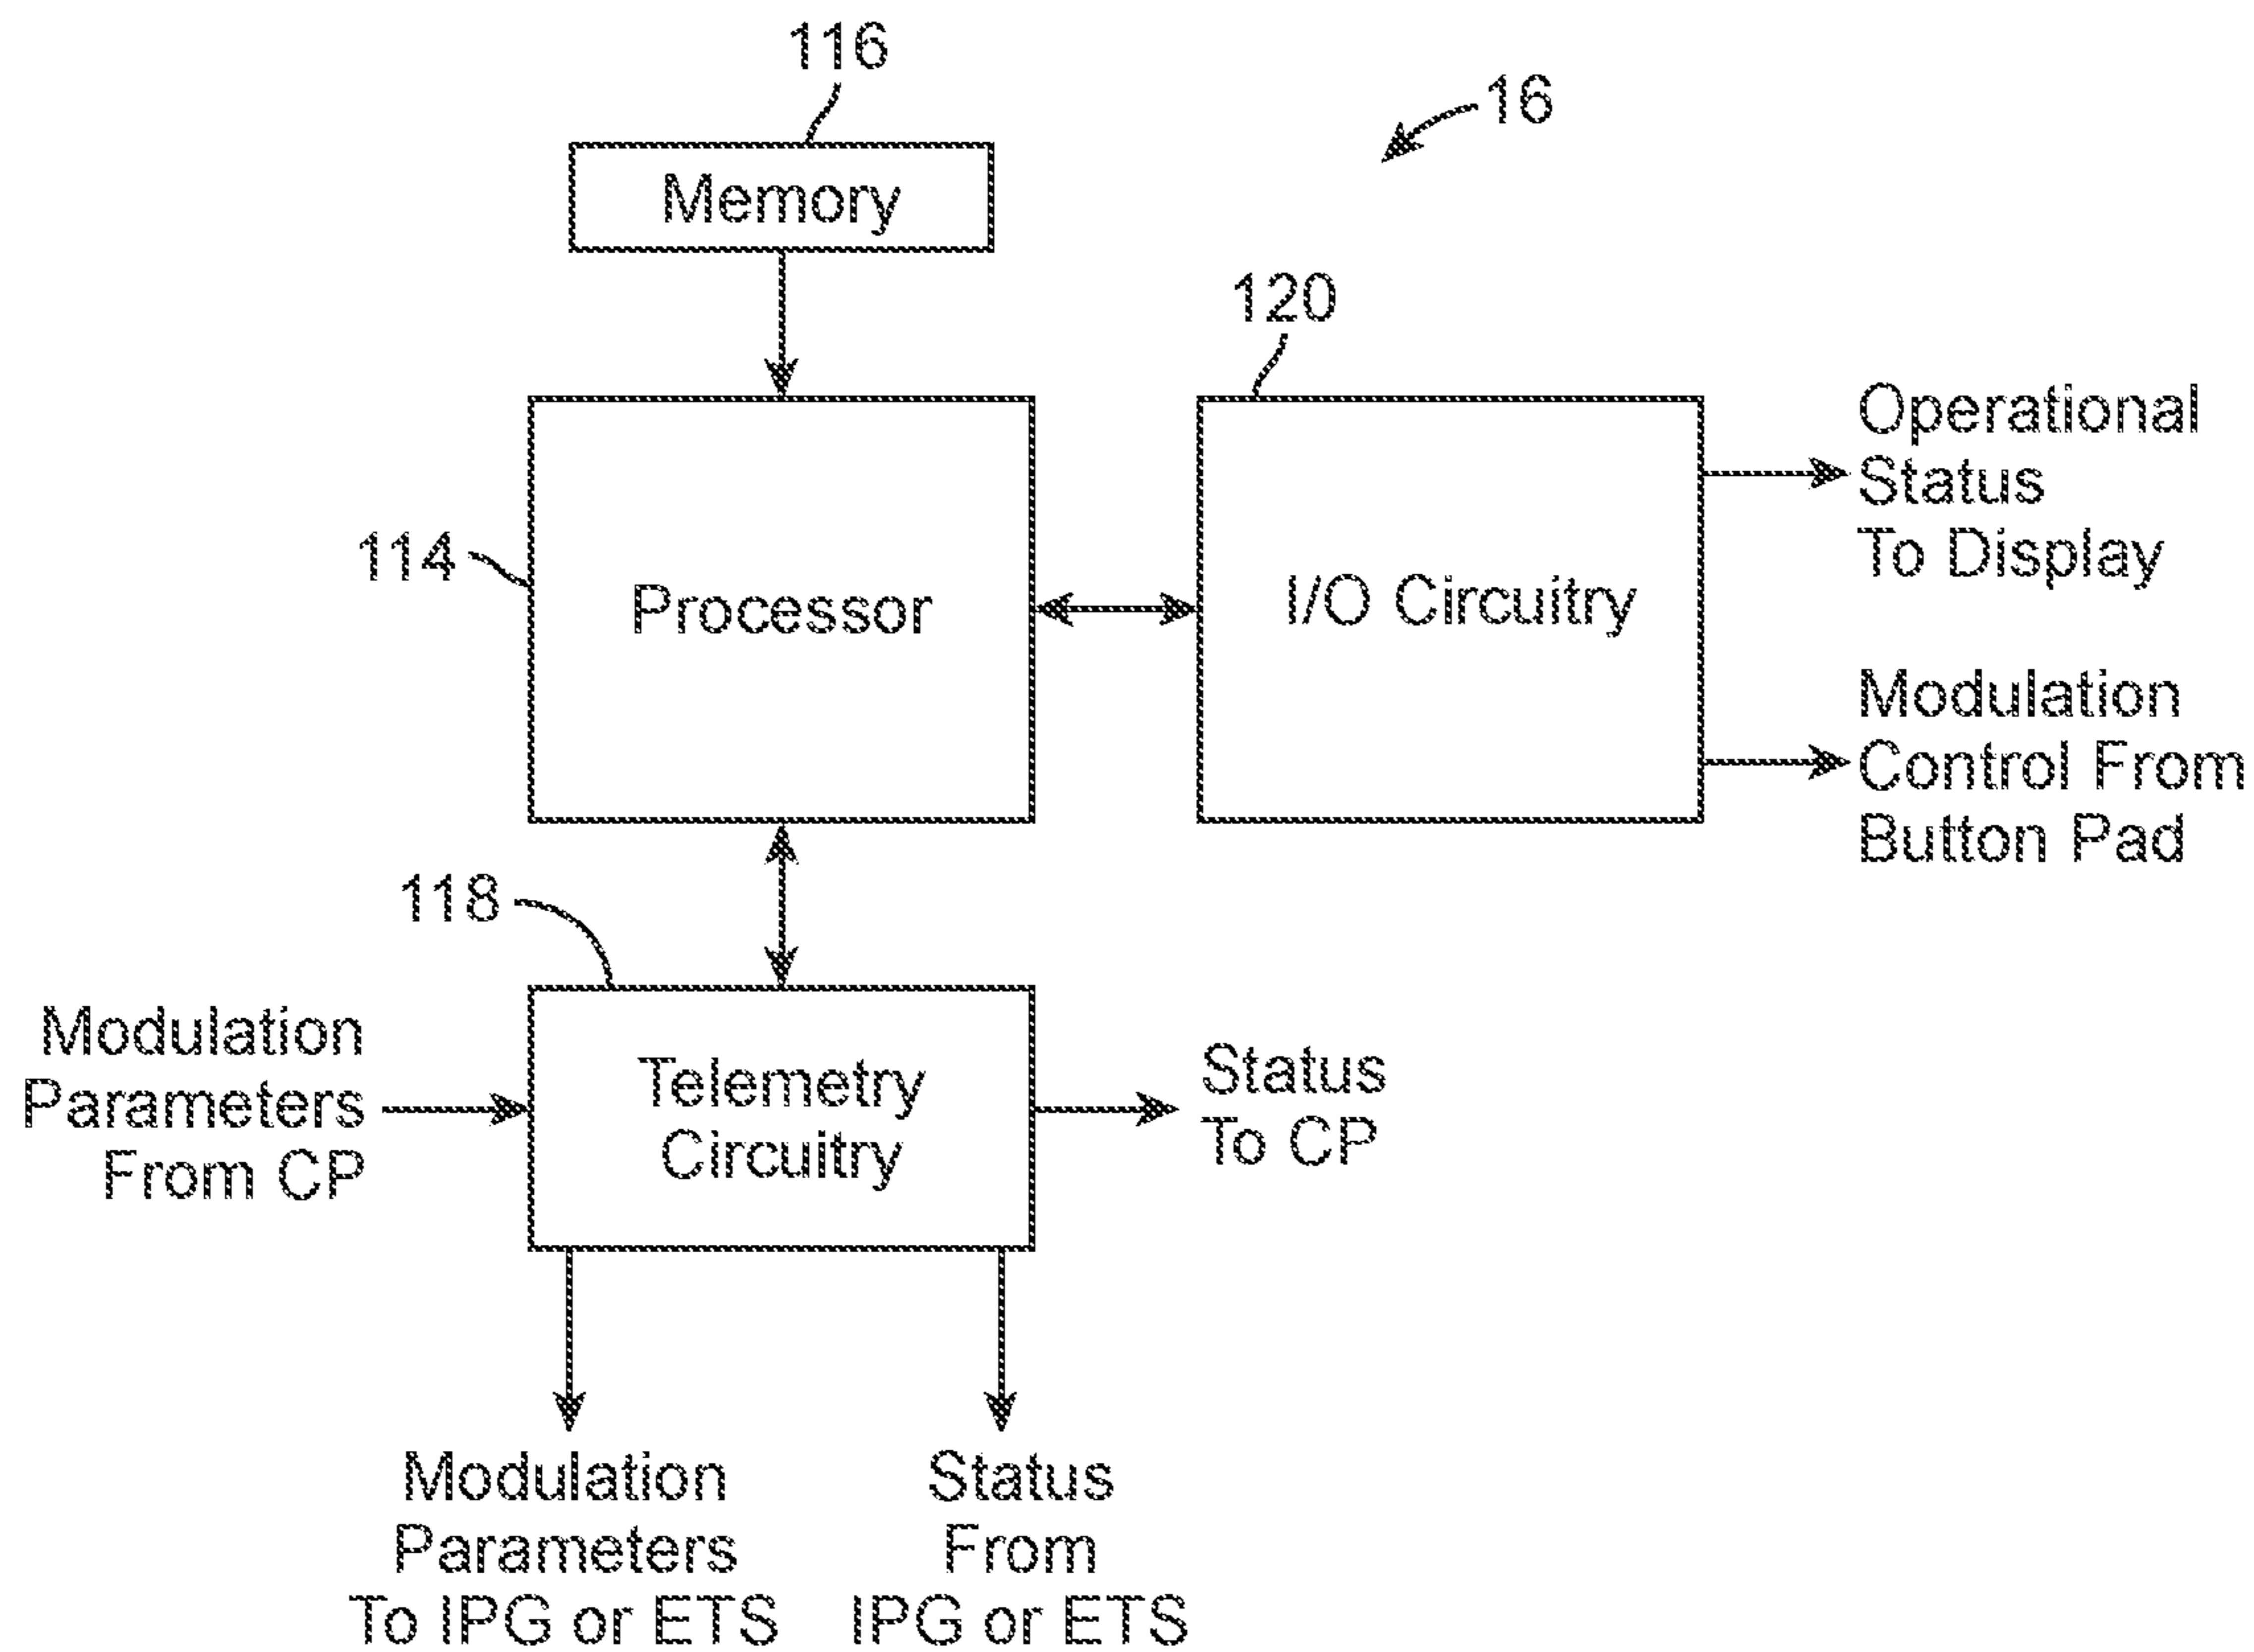 116
16
Memory
120
Operational
Status
To Display
114
Processor
I/O Circuitry
Modulation
Control From
Button Pad
118
Modulation
Parameters
From CP
Telemetry
Circuitry
Status
To CP
Modulation
Parameters
To IPG or ETS
Status
From
IPG or ETS